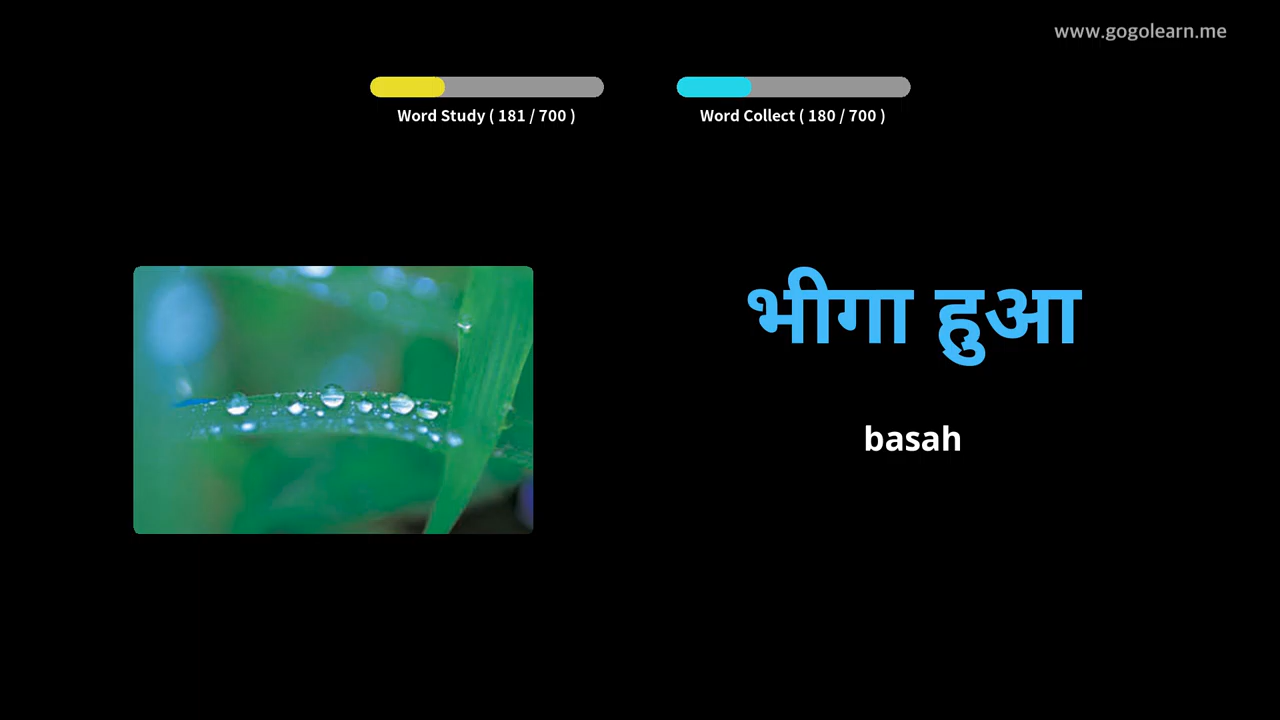 www.gogolearn.me
Word Study ( 181 / 700 )
Word Collect ( 180 / 700 )
भीगा हुआ
basah